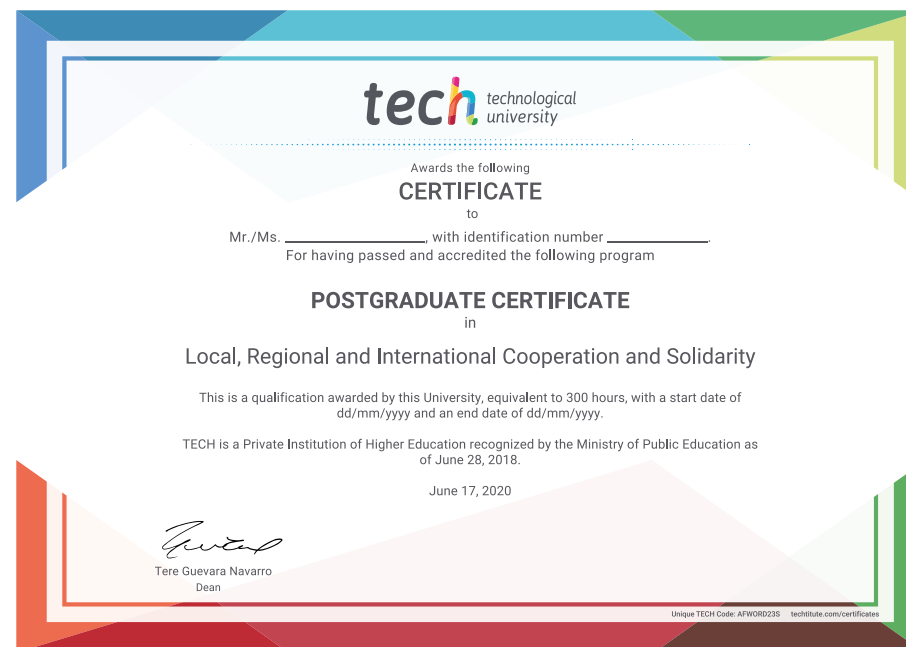 tech technological
university
Awards the following
CERTIFICATE
to
Mr./Ms. ____________, with identification number ____________.
For having passed and accredited the following program
POSTGRADUATE CERTIFICATE
in
Local, Regional and International Cooperation and Solidarity
This is a qualification awarded by this University, equivalent to 300 hours, with a start date of
dd/mm/yyyy and an end date of dd/mm/yyyy.
TECH is a Private Institution of Higher Education recognized by the Ministry of Public Education as
of June 28, 2018.
June 17, 2020
Tere Guevara Navarro
Dean
Unique TECH Code: AFWORD23S techtitute.com/certificates